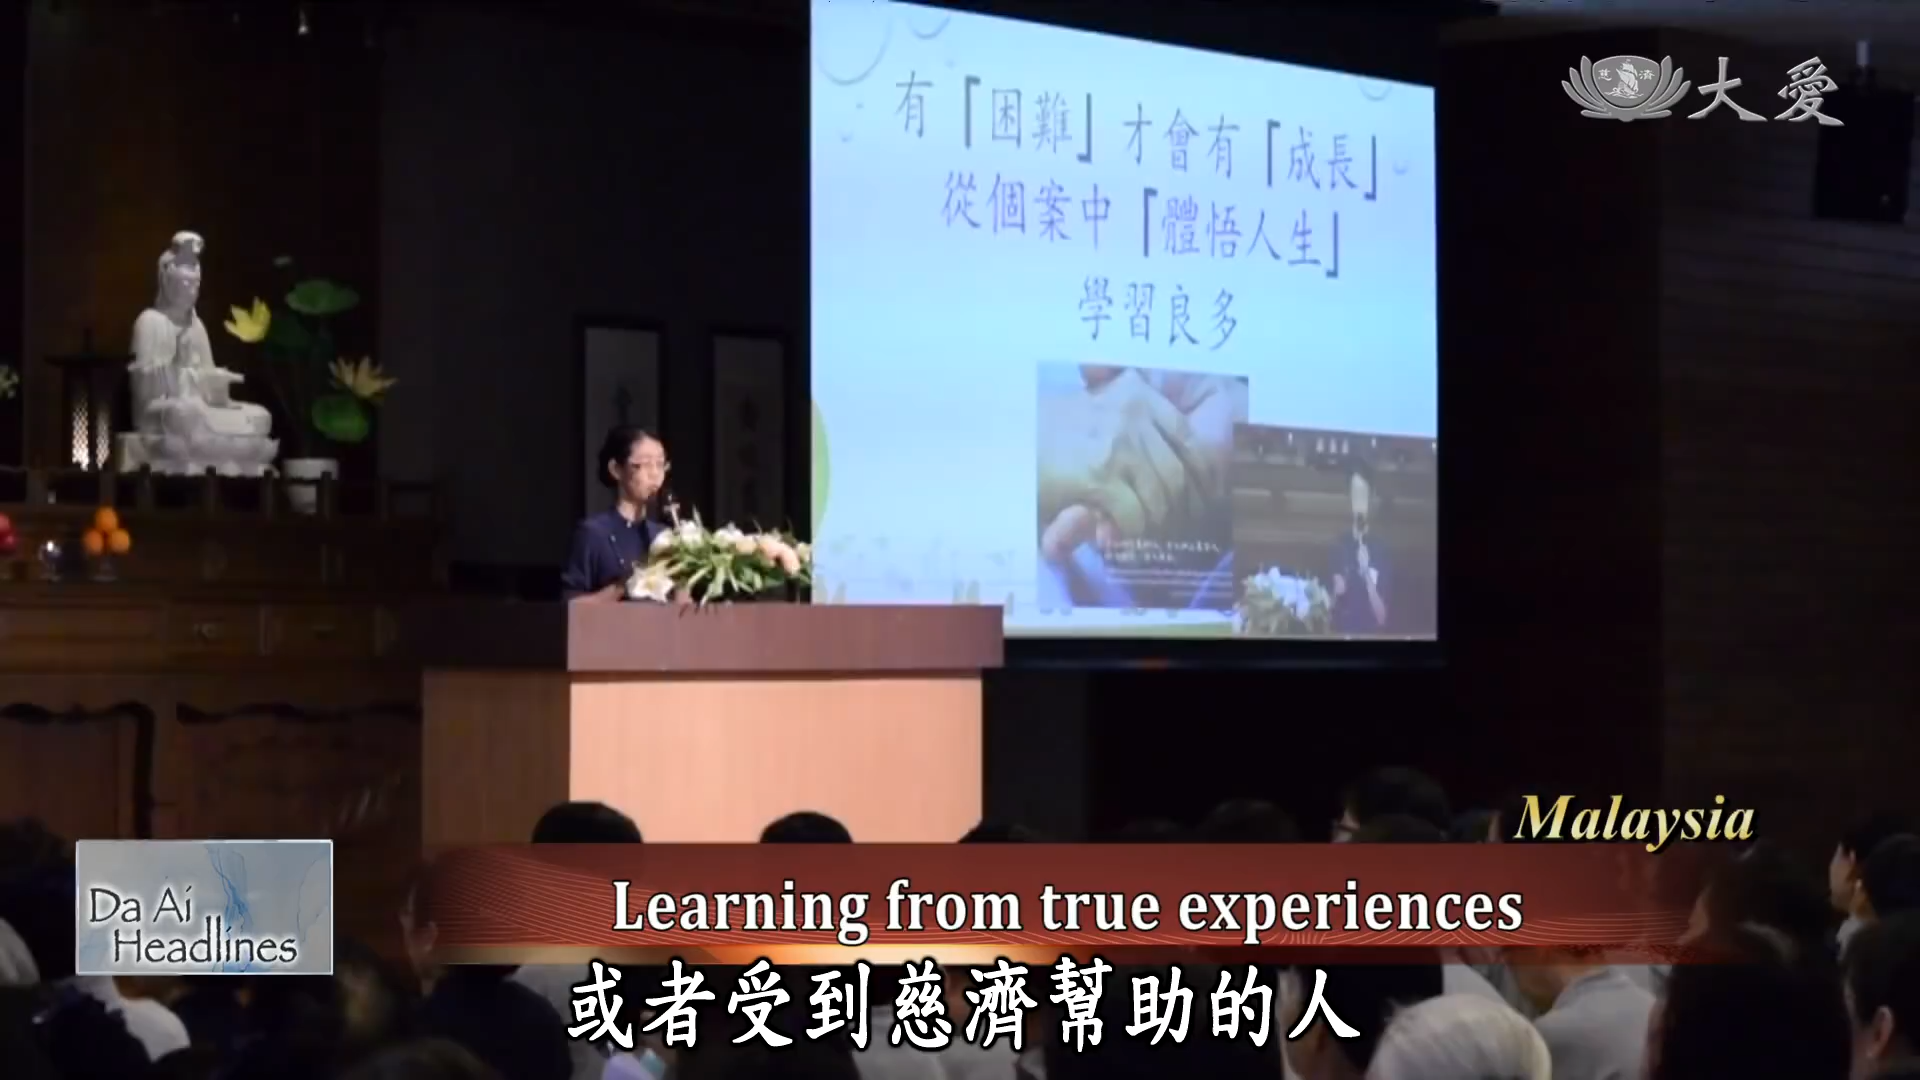 有『困難』才會有『成長』
從個案中『體悟人生』
學習良多
慈濟
大愛
Malaysia
Da Ai
Headlines
Learning from true experiences
或者受到慈濟幫助的人